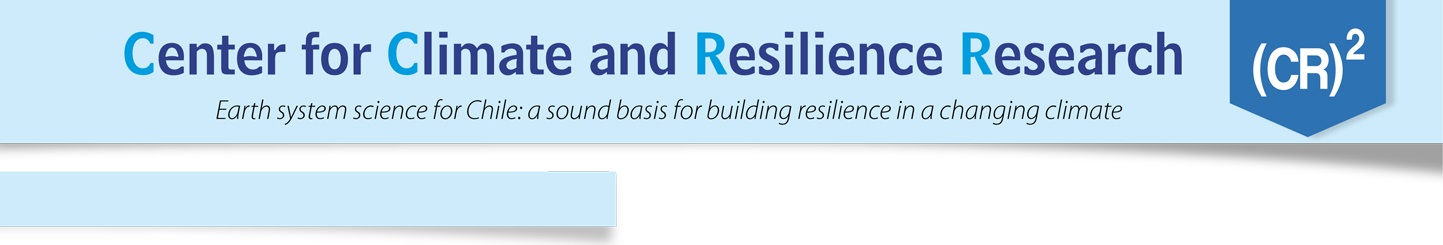 Center for Climate and Resilience Research
(CR)²
Earth system science for Chile: a sound basis for building resilience in a changing climate